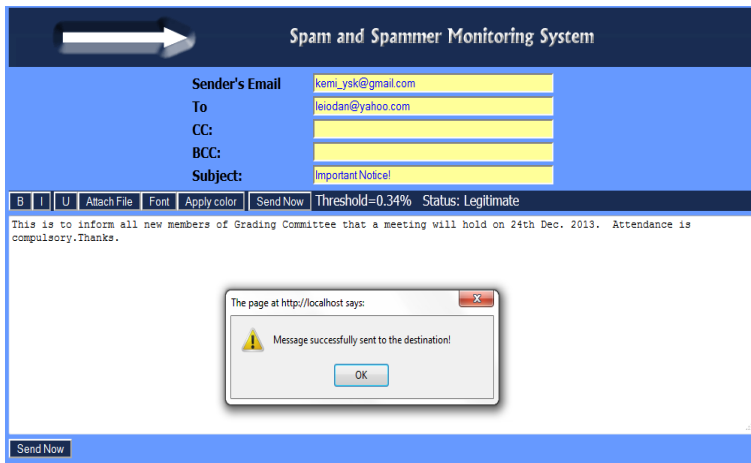 Spam and Spammer Monitoring System
Sender's Email kemi_ysk@gmail.com
To leiodan@yahoo.com
CC:
BCC:
Subject: Important Notice!
B I U Attach File Font Apply color Send Now Threshold=0.34% Status: Legitimate
This is to inform all new members of Grading Committee that a meeting will hold on 24th Dec. 2013. Attendance is
compulsory.Thanks.
The page at http://localhost says:
Message successfully sent to the destination!
OK
Send Now